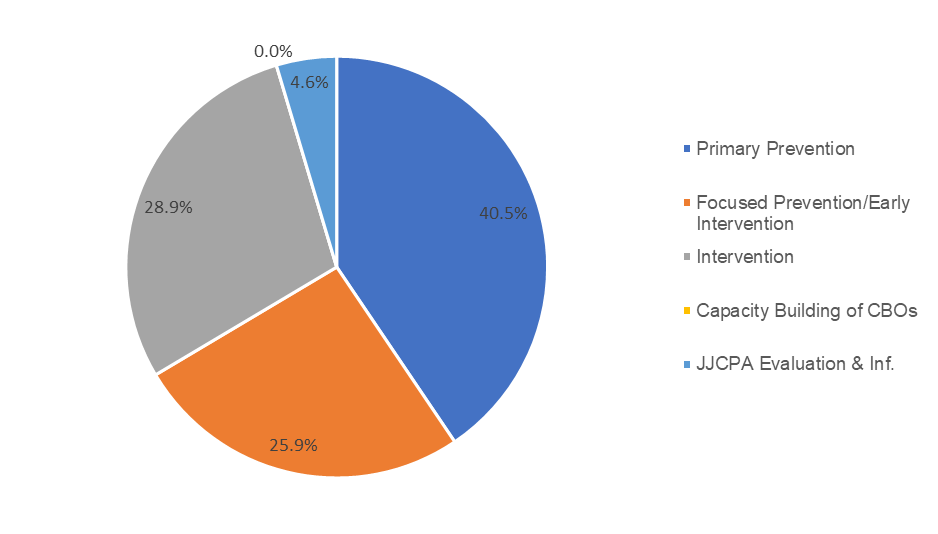 0.0%
4.6%
40.5%
28.9%
25.9%
Primary Prevention
Focused Prevention/Early
Intervention
Intervention
Capacity Building of CBOs
JJCPA Evaluation & Inf.